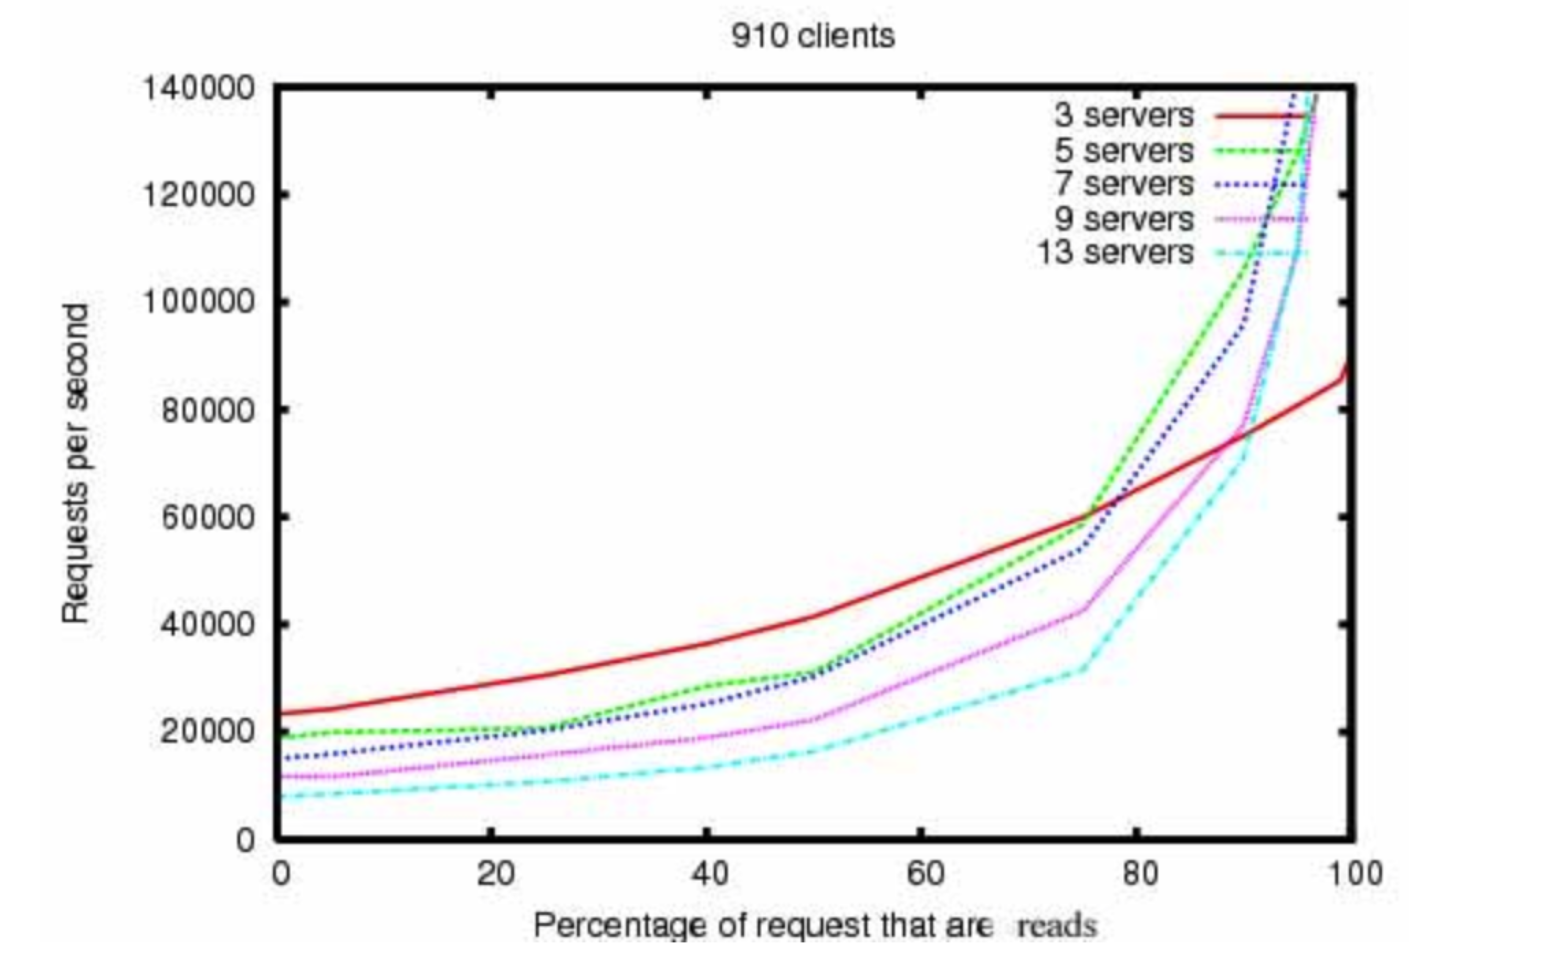 910 clients
140000
120000
100000
80000
60000
40000
20000
0
3 servers
5 servers
7 servers
9 servers
13 servers
Requests per second
0 20 40 60 80 100
Percentage of request that are reads